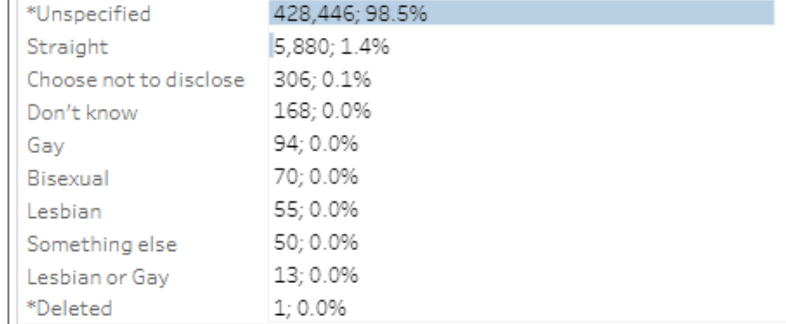 *Unspecified 428,446; 98.5%
Straight 5,880; 1.4%
Choose not to disclose 306; 0.1%
Don't know 168; 0.0%
Gay 94; 0.0%
Bisexual 70; 0.0%
Lesbian 55; 0.0%
Something else 50; 0.0%
Lesbian or Gay 13; 0.0%
*Deleted 1; 0.0%